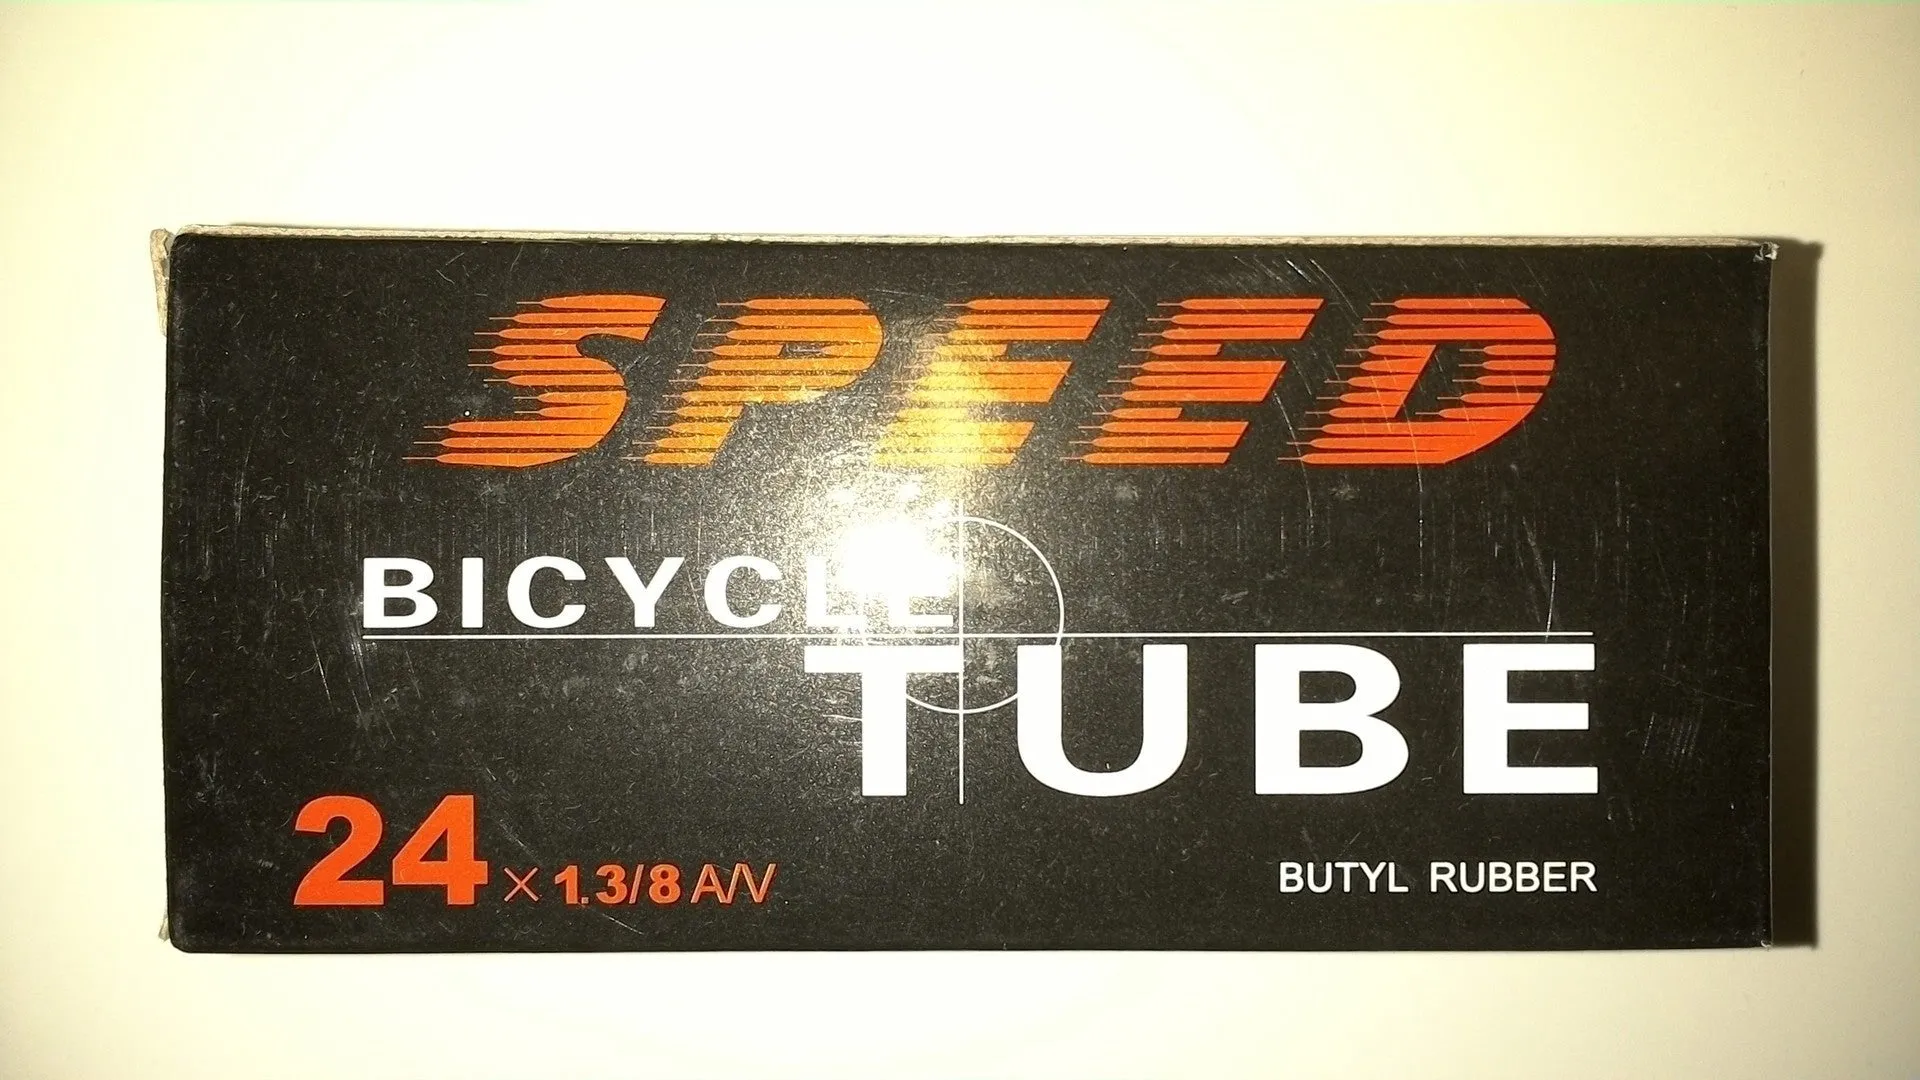 SPEED
BICYCLE
TUBE
24 × 1.3/8 A/V
BUTYL RUBBER